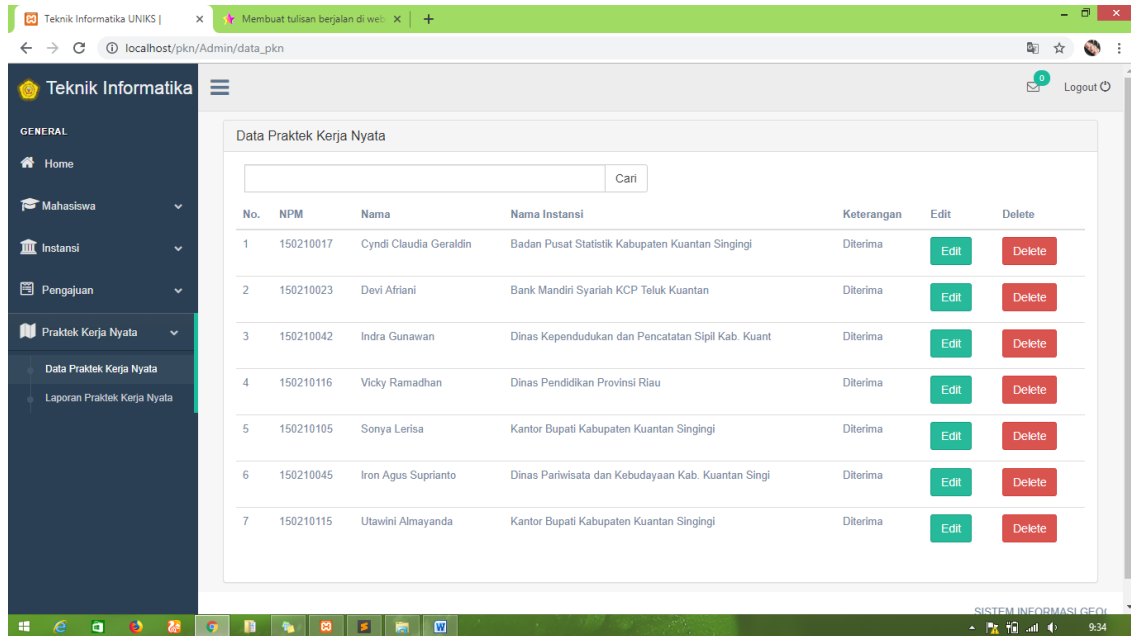 Teknik Informatika UNIKS |
Membuat tulisan berjalan di web
localhost/pkn/Admin/data_pkn
Teknik Informatika
0
Logout
GENERAL
Home
Mahasiswa
Instansi
Pengajuan
Praktek Kerja Nyata
Data Praktek Kerja Nyata
Laporan Praktek Kerja Nyata
Data Praktek Kerja Nyata
Cari
No. NPM Nama Nama Instansi Keterangan Edit Delete
1 150210017 Cyndi Claudia Geraldin Badan Pusat Statistik Kabupaten Kuantan Singingi Diterima Edit Delete
2 150210023 Devi Afriani Bank Mandiri Syariah KCP Teluk Kuantan Diterima Edit Delete
3 150210042 Indra Gunawan Dinas Kependudukan dan Pencatatan Sipil Kab. Kuant Diterima Edit Delete
4 150210116 Vicky Ramadhan Dinas Pendidikan Provinsi Riau Diterima Edit Delete
5 150210105 Sonya Lerisa Kantor Bupati Kabupaten Kuantan Singingi Diterima Edit Delete
6 150210045 Iron Agus Suprianto Dinas Pariwisata dan Kebudayaan Kab. Kuantan Singi Diterima Edit Delete
7 150210115 Utawini Almayanda Kantor Bupati Kabupaten Kuantan Singingi Diterima Edit Delete
SISTEM INFORMASI GEO
9:34